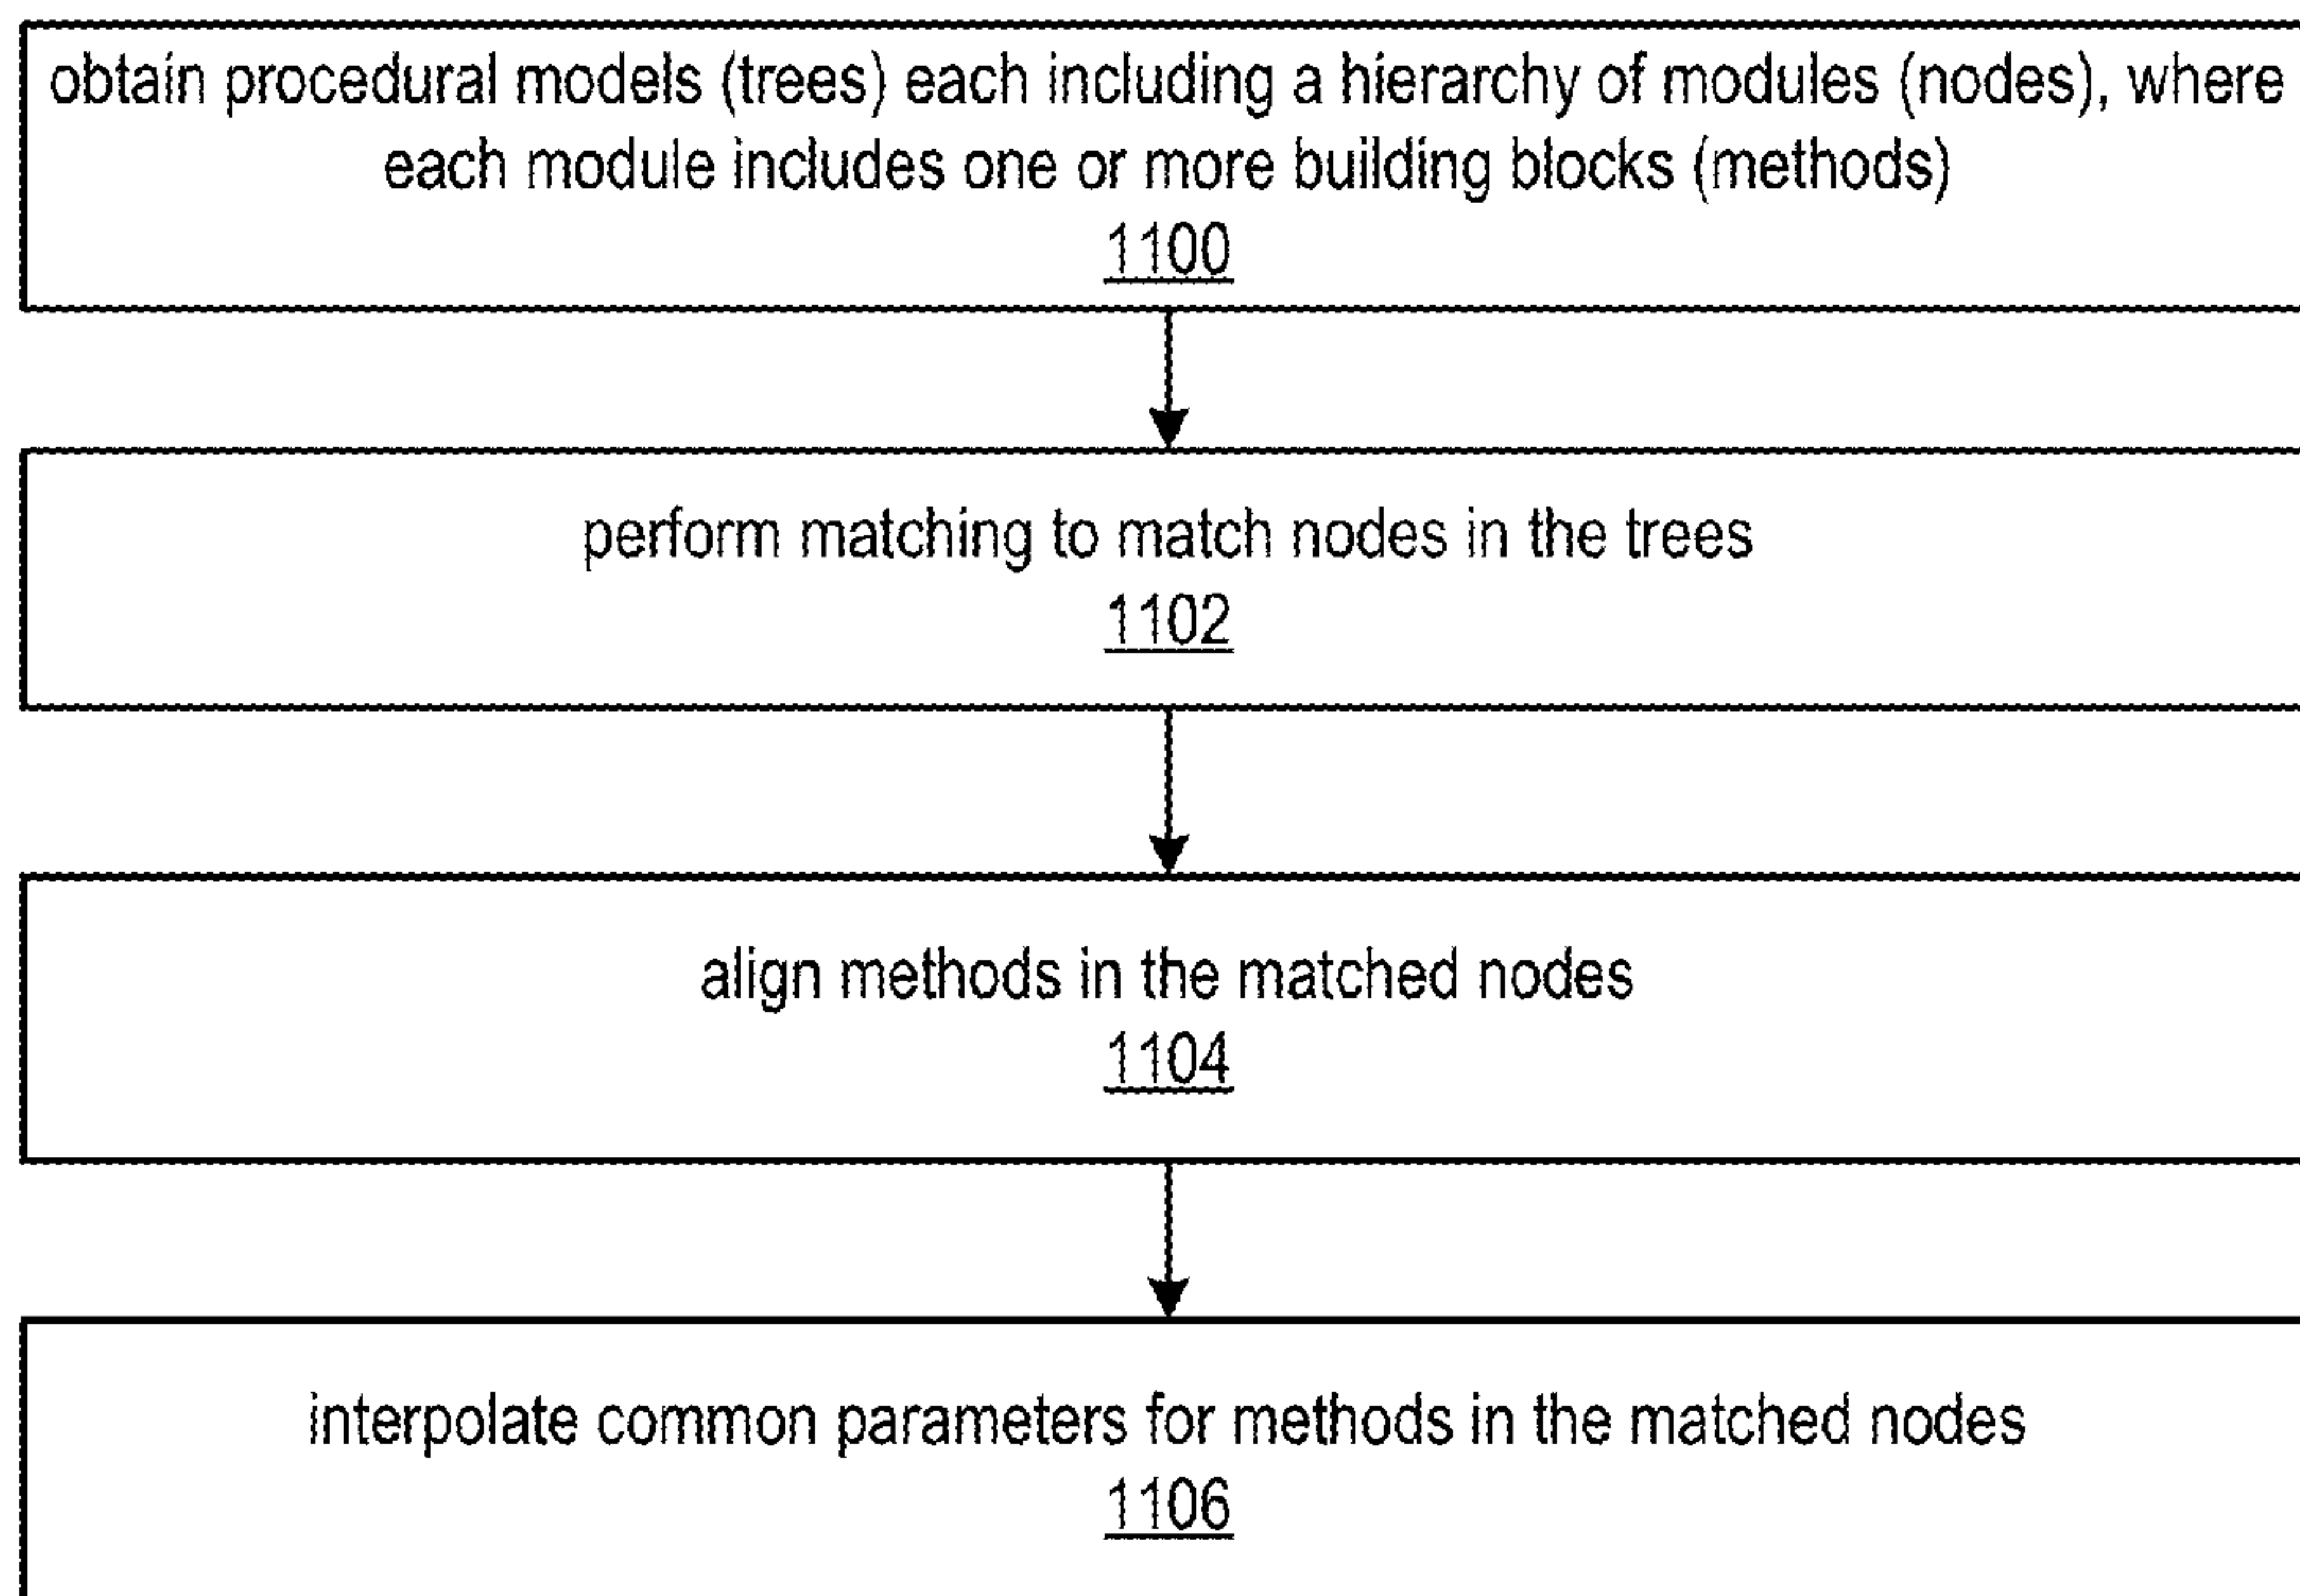 obtain procedural models (trees) each including a hierarchy of modules (nodes), where
each module includes one or more building blocks (methods)
1100
perform matching to match nodes in the trees
1102
align methods in the matched nodes
1104
interpolate common parameters for methods in the matched nodes
1106